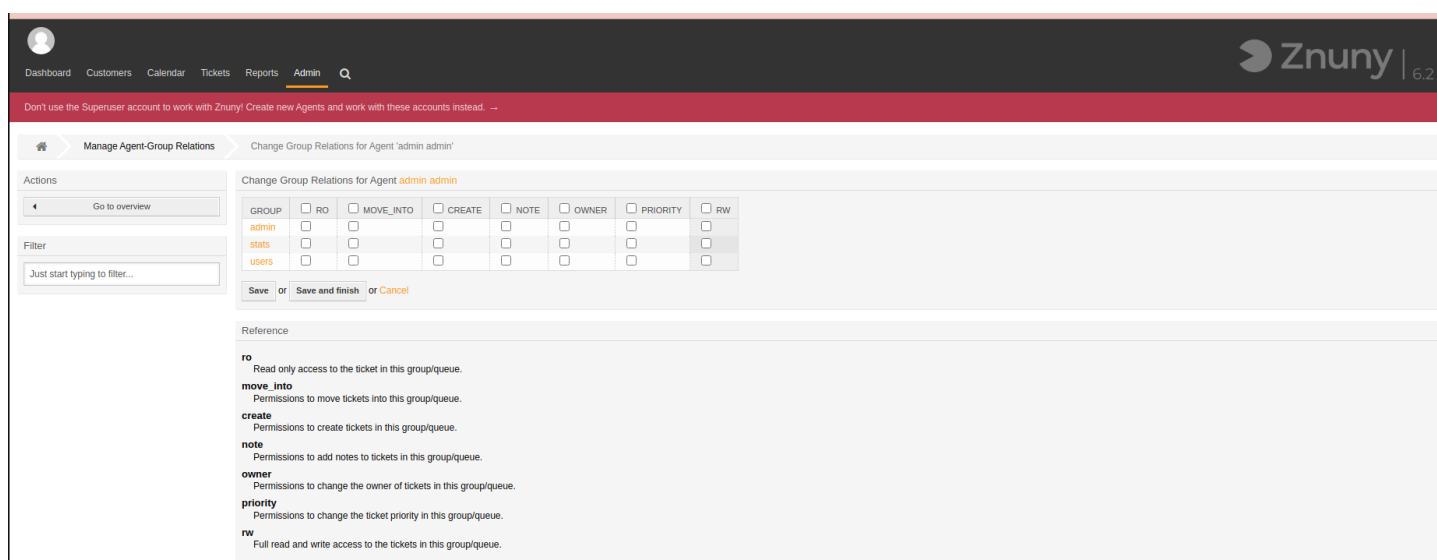 Znuny 6.2
Dashboard Customers Calendar Tickets Reports Admin
Don't use the Superuser account to work with Znuny! Create new Agents and work with these accounts instead. →
Manage Agent-Group Relations Change Group Relations for Agent 'admin admin'
Actions
Go to overview
Filter
Just start typing to filter...
Change Group Relations for Agent admin admin
GROUP RO MOVE_INTO CREATE NOTE OWNER PRIORITY RW
admin
stats
users
Save or Save and finish or Cancel
Reference
ro
Read only access to the ticket in this group/queue.
move_into
Permissions to move tickets into this group/queue.
create
Permissions to create tickets in this group/queue.
note
Permissions to add notes to tickets in this group/queue.
owner
Permissions to change the owner of tickets in this group/queue.
priority
Permissions to change the ticket priority in this group/queue.
rw
Full read and write access to the tickets in this group/queue.